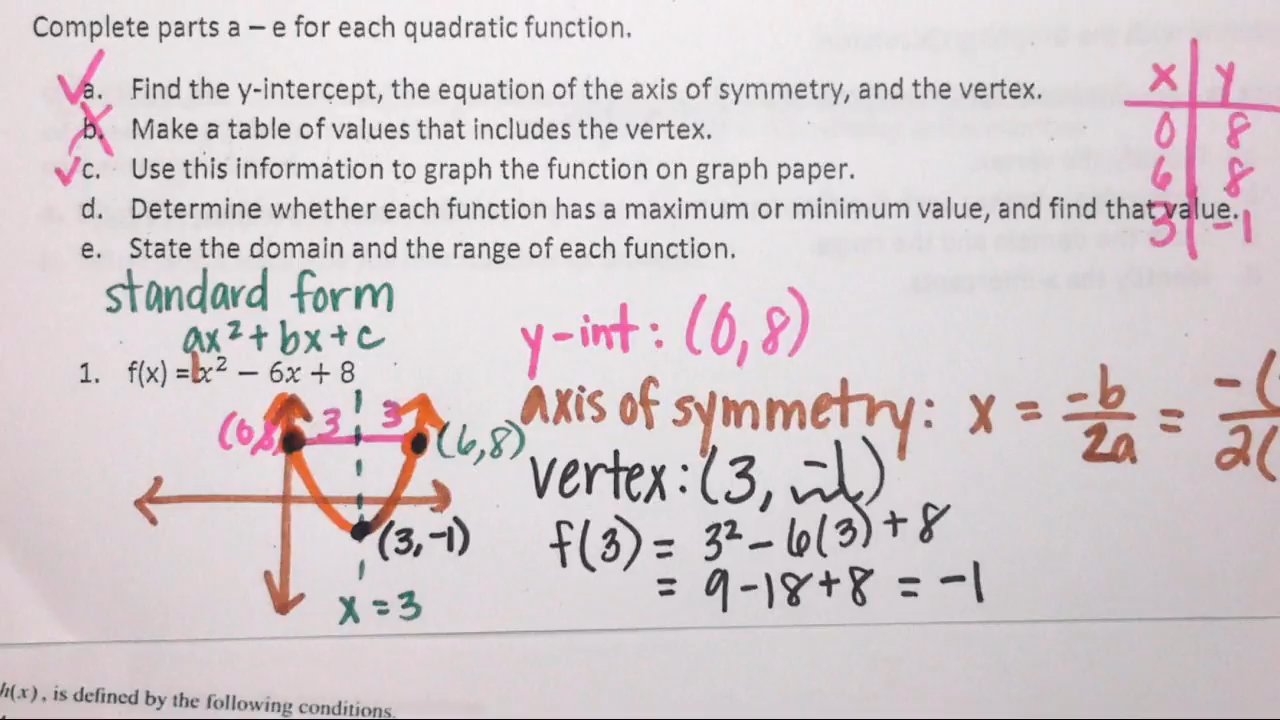 Complete parts a – e for each quadratic function.
a. Find the y-intercept, the equation of the axis of symmetry, and the vertex.
b. Make a table of values that includes the vertex.
c. Use this information to graph the function on graph paper.
d. Determine whether each function has a maximum or minimum value, and find that value.
e. State the domain and the range of each function.
x y
0 8
6 8
3 -1
standard form
ax² + bx + c
1. f(x) = 1x² – 6x + 8
y-int: (0,8)
axis of symmetry: x = -b/2a = -(
2(
(0,8) 3 3 (6,8)
vertex: (3, -1)
(3,-1)
f(3) = 3² - 6(3) + 8
= 9 - 18 + 8 = -1
x = 3
h(x), is defined by the following conditions.